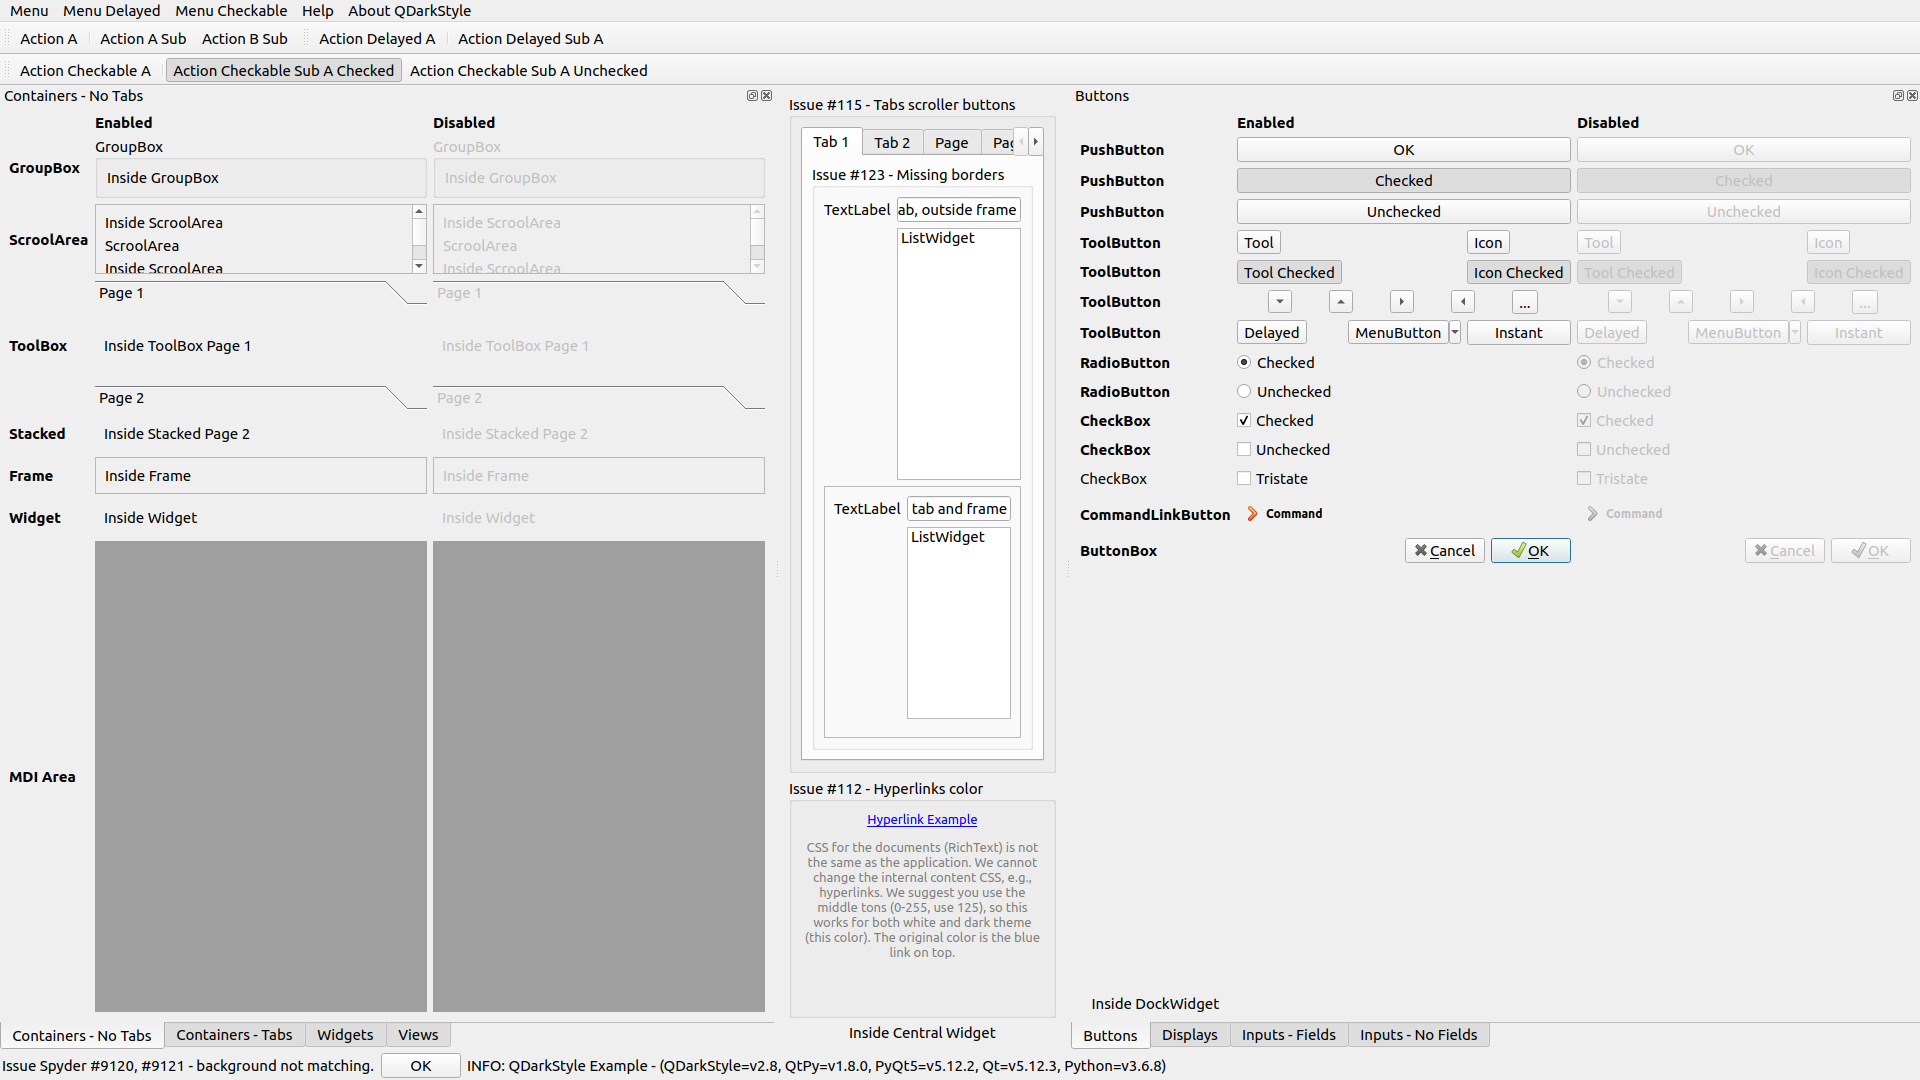 Menu Menu Delayed Menu Checkable Help About QDarkStyle
Action A Action A Sub Action B Sub Action Delayed A Action Delayed Sub A
Action Checkable A Action Checkable Sub A Checked Action Checkable Sub A Unchecked
Containers - No Tabs
Enabled Disabled
GroupBox GroupBox
GroupBox Inside GroupBox Inside GroupBox
Inside ScroolArea Inside ScroolArea
ScroolArea ScroolArea ScroolArea
Inside ScroolArea Inside ScroolArea
Page 1 Page 1
ToolBox Inside ToolBox Page 1 Inside ToolBox Page 1
Page 2 Page 2
Stacked Inside Stacked Page 2 Inside Stacked Page 2
Frame Inside Frame Inside Frame
Widget Inside Widget Inside Widget
MDI Area
Containers - No Tabs Containers - Tabs Widgets Views
Issue #115 - Tabs scroller buttons
Tab 1 Tab 2 Page Pag
Issue #123 - Missing borders
TextLabel ab, outside frame
ListWidget
TextLabel tab and frame
ListWidget
Issue #112 - Hyperlinks color
Hyperlink Example
CSS for the documents (RichText) is not
the same as the application. We cannot
change the internal content CSS, e.g.,
hyperlinks. We suggest you use the
middle tons (0-255, use 125), so this
works for both white and dark theme
(this color). The original color is the blue
link on top.
Inside Central Widget
Buttons
Enabled Disabled
PushButton OK OK
PushButton Checked Checked
PushButton Unchecked Unchecked
ToolButton Tool Icon Tool Icon
ToolButton Tool Checked Icon Checked Tool Checked Icon Checked
ToolButton ... ...
ToolButton Delayed MenuButton Instant Delayed MenuButton Instant
RadioButton Checked Checked
RadioButton Unchecked Unchecked
CheckBox Checked Checked
CheckBox Unchecked Unchecked
CheckBox Tristate Tristate
CommandLinkButton Command Command
ButtonBox Cancel OK Cancel OK
Inside DockWidget
Buttons Displays Inputs - Fields Inputs - No Fields
Issue Spyder #9120, #9121 - background not matching. OK INFO: QDarkStyle Example - (QDarkStyle=v2.8, QtPy=v1.8.0, PyQt5=v5.12.2, Qt=v5.12.3, Python=v3.6.8)